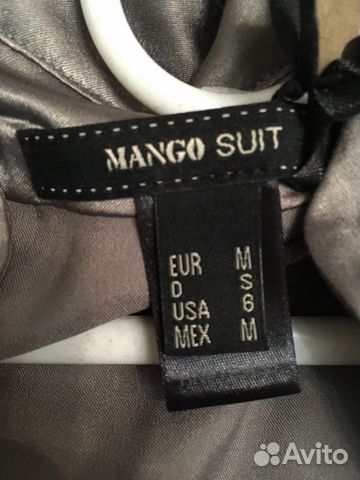 MANGO SUIT
EUR M
D S
USA 6
MEX M
Avito